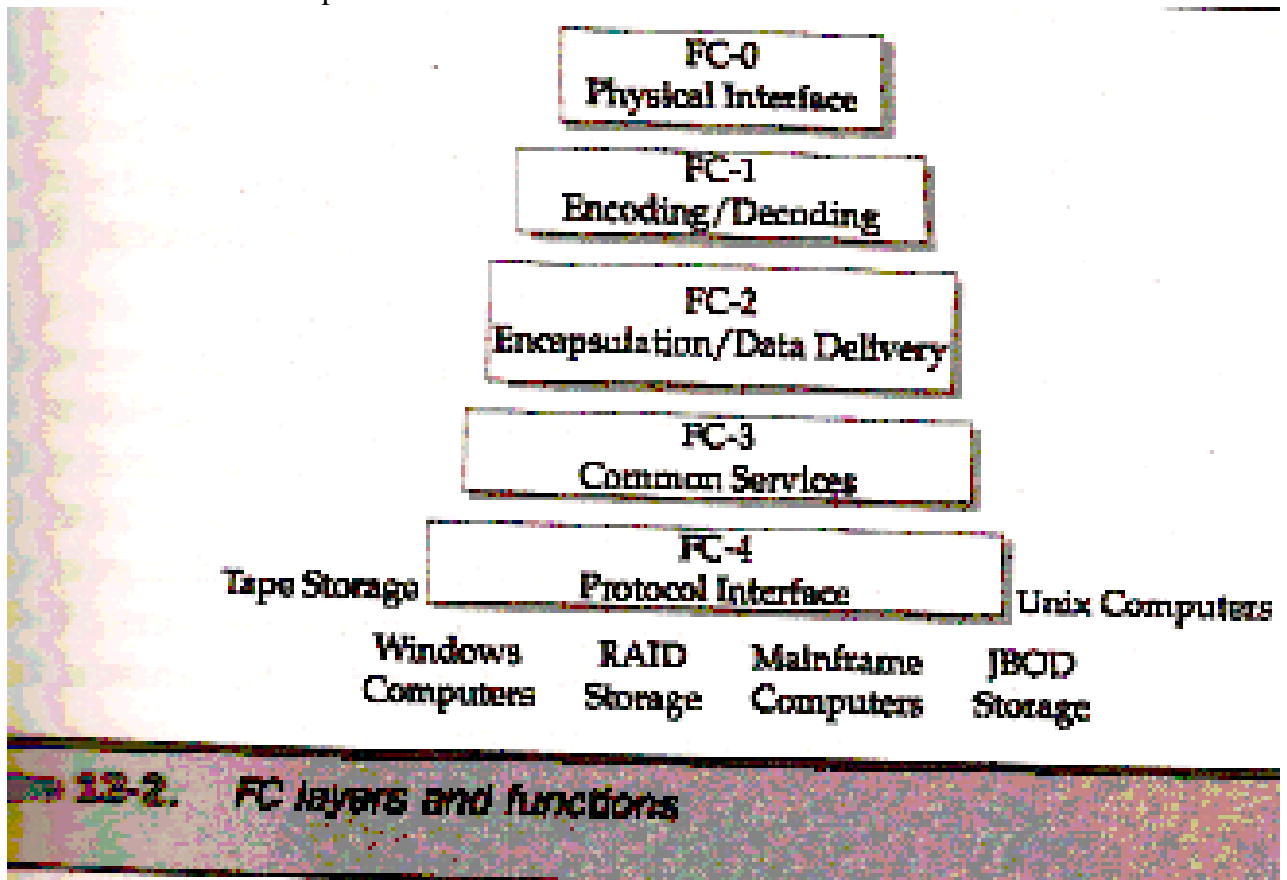 FC-0
Physical Interface
FC-1
Encoding/Decoding
FC-2
Encapsulation/Data Delivery
FC-3
Common Services
FC-4
Protocol Interface
Tape Storage
Unix Computers
Windows
Computers
RAID
Storage
Mainframe
Computers
JBOD
Storage
12-2. FC layers and functions